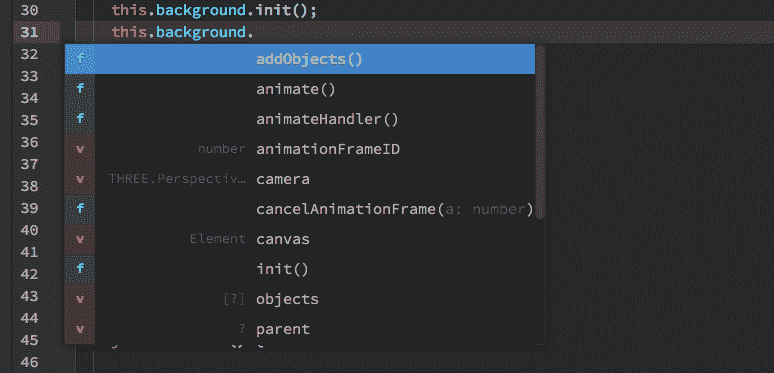 30 this.background.init();
31 this.background.
32 f addObjects()
33 f animate()
34
35 f animateHandler()
36 v number animationFrameID
37 v THREE.Perspectiv… camera
38
39 f cancelAnimationFrame(a: number)
40 v Element canvas
41
42 f init()
43 v [?] objects
44 v ? parent
45
46